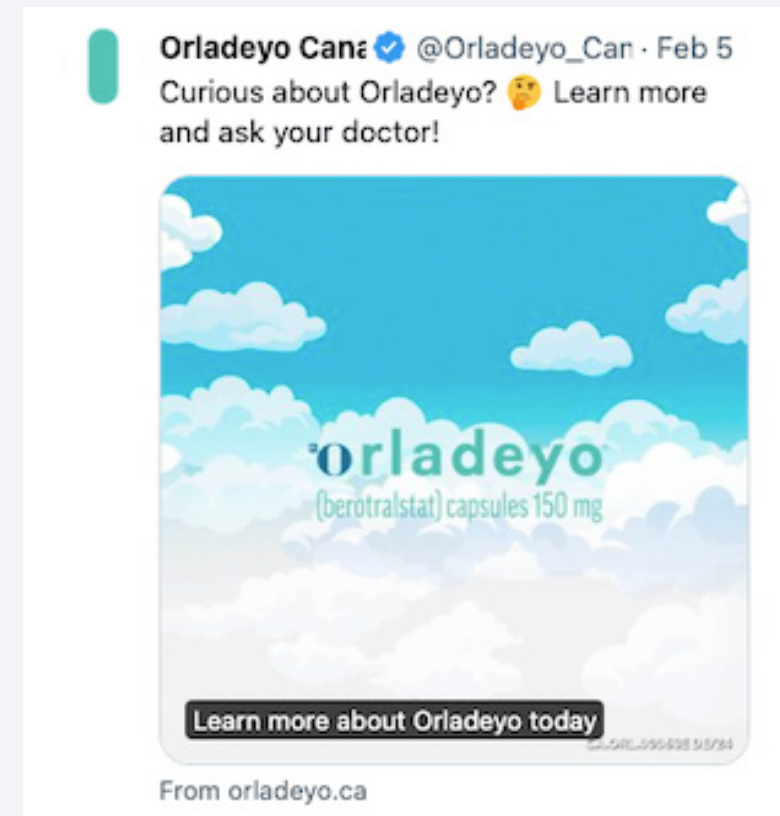 Orladeyo Cana @Orladeyo_Can · Feb 5
Curious about Orladeyo? 🤔 Learn more
and ask your doctor!
orladeyo
(berotralstat) capsules 150 mg
Learn more about Orladeyo today
From orladeyo.ca